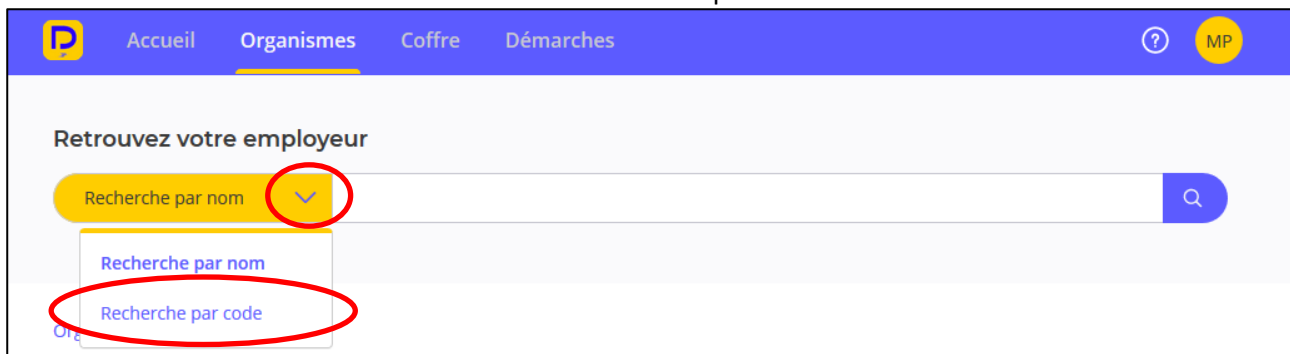 Accueil Organismes Coffre Démarches ? MP
Retrouvez votre employeur
Recherche par nom
Recherche par nom
Recherche par code